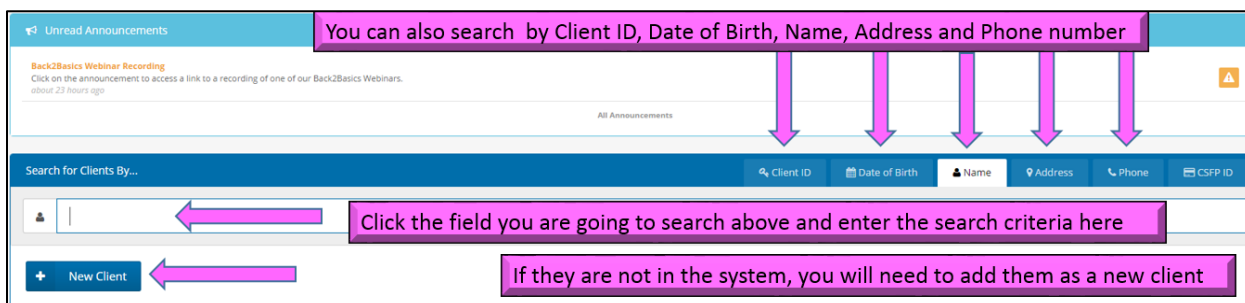 Unread Announcements
You can also search by Client ID, Date of Birth, Name, Address and Phone number
Back2Basics Webinar Recording
Click on the announcement to access a link to a recording of one of our Back2Basics Webinars.
about 23 hours ago
All Announcements
Search for Clients By...
Client ID
Date of Birth
Name
Address
Phone
CSFP ID
Click the field you are going to search above and enter the search criteria here
New Client
If they are not in the system, you will need to add them as a new client